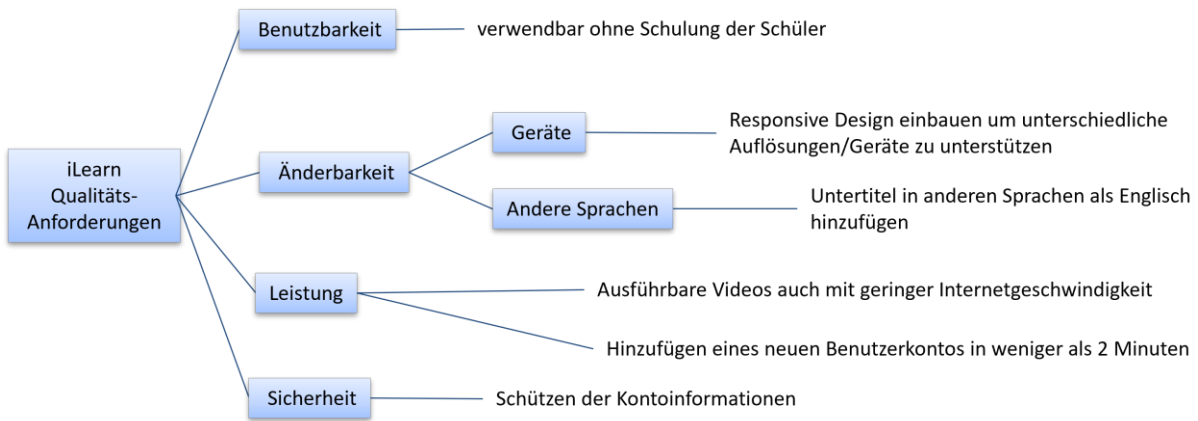 Benutzbarkeit
verwendbar ohne Schulung der Schüler
iLearn
Qualitäts-
Anforderungen
Änderbarkeit
Geräte
Responsive Design einbauen um unterschiedliche
Auflösungen/Geräte zu unterstützen
Andere Sprachen
Untertitel in anderen Sprachen als Englisch
hinzufügen
Leistung
Ausführbare Videos auch mit geringer Internetgeschwindigkeit
Hinzufügen eines neuen Benutzerkontos in weniger als 2 Minuten
Sicherheit
Schützen der Kontoinformationen